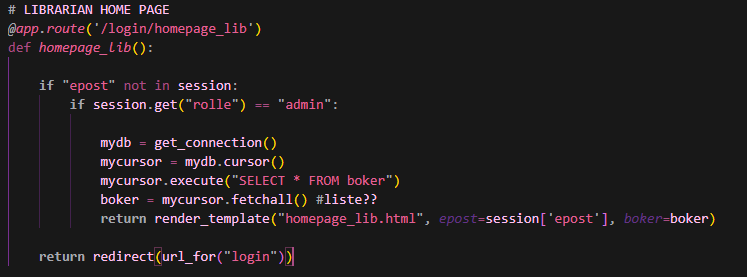 # LIBRARIAN HOME PAGE
@app.route('/login/homepage_lib')
def homepage_lib():
if "epost" not in session:
if session.get("rolle") == "admin":
mydb = get_connection()
mycursor = mydb.cursor()
mycursor.execute("SELECT * FROM boker")
boker = mycursor.fetchall() #liste??
return render_template("homepage_lib.html", epost=session['epost'], boker=boker)
return redirect(url_for("login"))